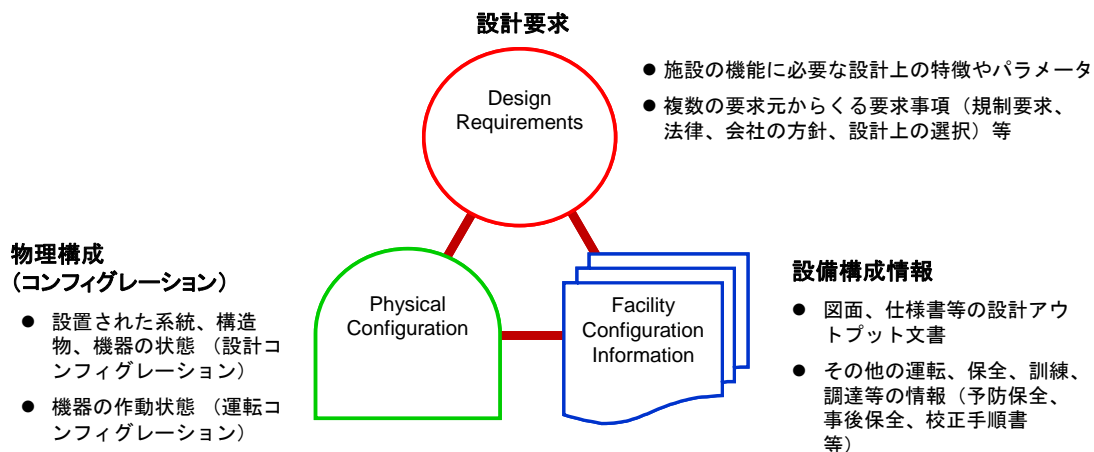 設計要求
Design
Requirements
● 施設の機能に必要な設計上の特徴やパラメータ
● 複数の要求元からくる要求事項（規制要求、
法律、会社の方針、設計上の選択）等
物理構成
（コンフィグレーション）
● 設置された系統、構造
物、機器の状態 （設計コ
ンフィグレーション）
● 機器の作動状態 （運転コ
ンフィグレーション）
Physical
Configuration
Facility
Configuration
Information
設備構成情報
● 図面、仕様書等の設計アウ
トプット文書
● その他の運転、保全、訓練、
調達等の情報（予防保全、
事後保全、校正手順書
等）